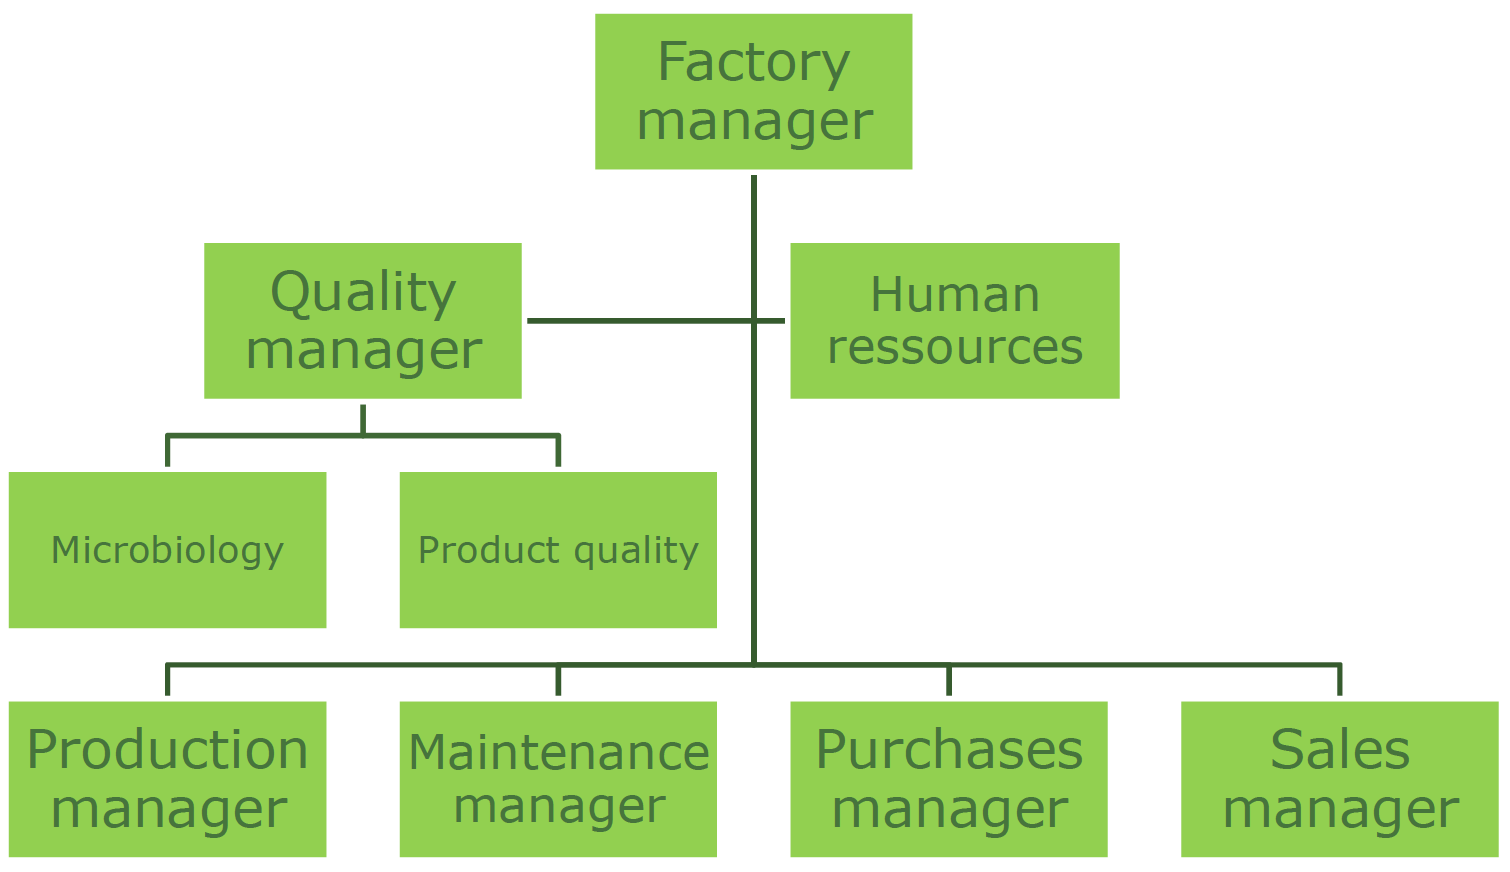 Factory
manager
Quality
manager
Human
ressources
Microbiology
Product quality
Production
manager
Maintenance
manager
Purchases
manager
Sales
manager